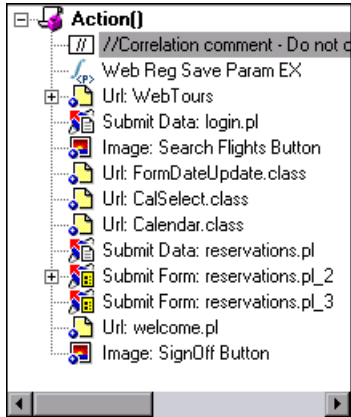 Action()
// //Correlation comment - Do not c
<P> Web Reg Save Param EX
Url: WebTours
Submit Data: login.pl
Image: Search Flights Button
Url: FormDateUpdate.class
Url: CalSelect.class
Url: Calendar.class
Submit Data: reservations.pl
Submit Form: reservations.pl_2
Submit Form: reservations.pl_3
Url: welcome.pl
Image: SignOff Button